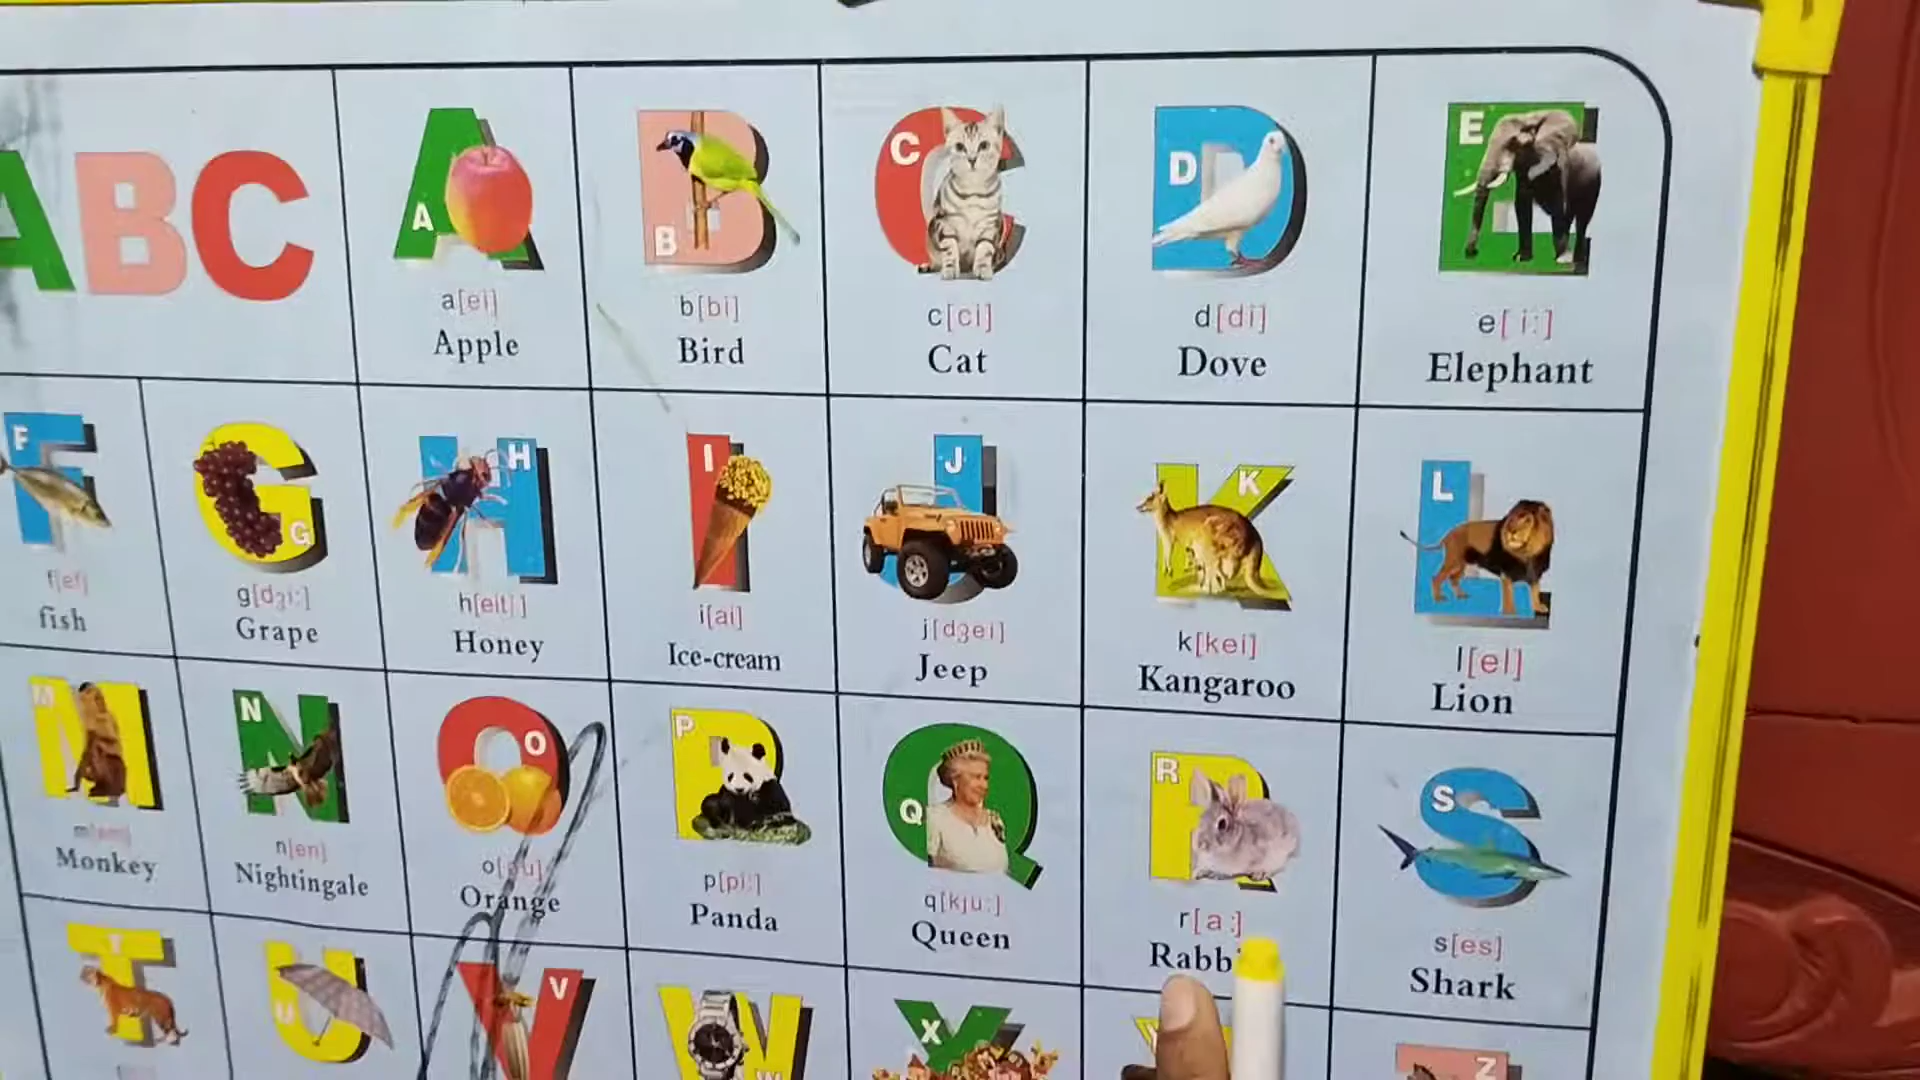 ABC
A
a[ei]
Apple
B
b[bi]
Bird
C
c[ci]
Cat
D
d[di]
Dove
E
e[i:]
Elephant
F
f[ef]
fish
G
g[dʒi:]
Grape
H
h[eitʃ]
Honey
I
i[ai]
Ice-cream
J
j[dʒei]
Jeep
K
k[kei]
Kangaroo
L
l[el]
Lion
M
Monkey
N
n[en]
Nightingale
O
Orange
P
p[pi:]
Panda
Q
q[kju:]
Queen
R
r[a:]
S
s[es]
Shark
T
U
V
W
X
Y
Z